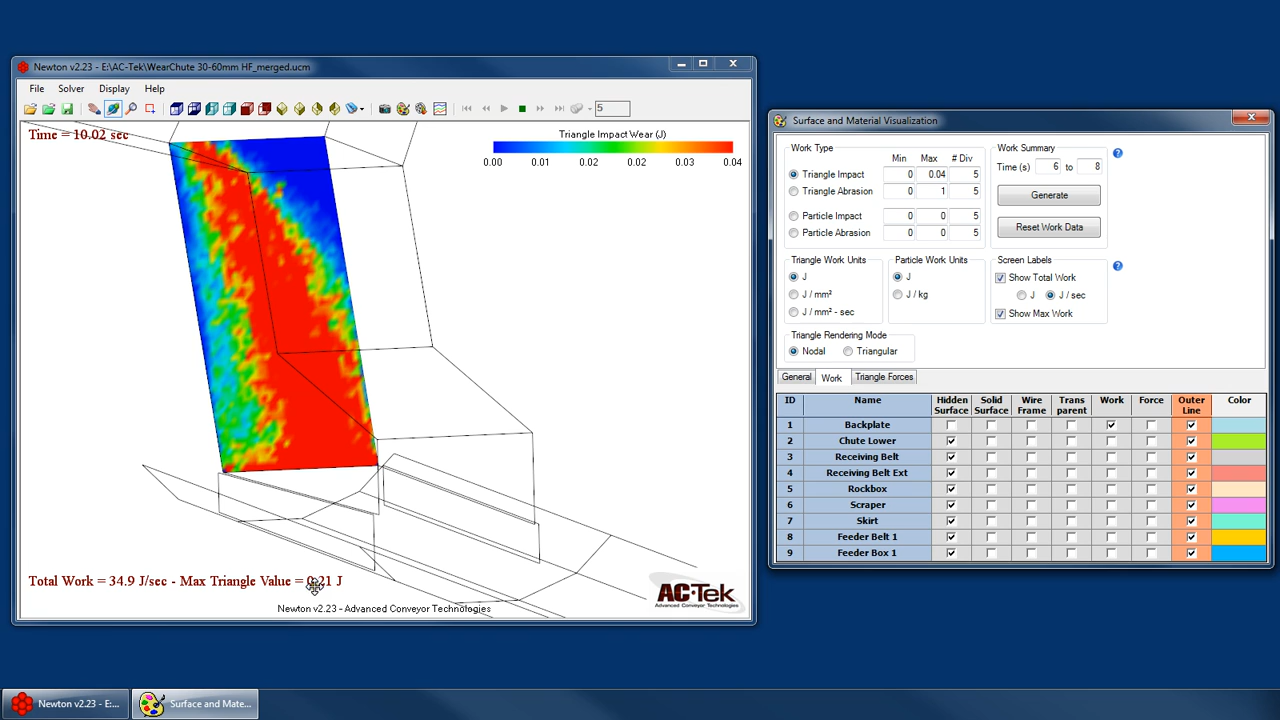 Newton v2.23 - E:\AC-Tek\WearChute 30-60mm HF_merged.ucm
File Solver Display Help
5
Time = 10.02 sec
Triangle Impact Wear (J)
0.00 0.01 0.02 0.03 0.04
Total Work = 34.9 J/sec - Max Triangle Value = 0.21 J
Newton v2.23 - Advanced Conveyor Technologies
AC-Tek
Advanced Conveyor Technologies
Surface and Material Visualization
Work Type
Min Max # Div
Triangle Impact 0 0.04 5
Triangle Abrasion 0 1 5
Particle Impact 0 0 5
Particle Abrasion 0 0 5
Work Summary
Time (s) 6 to 8
Generate
Reset Work Data
Triangle Work Units
J
J / mm²
J / mm² - sec
Particle Work Units
J
J / kg
Screen Labels
Show Total Work
J J / sec
Show Max Work
Triangle Rendering Mode
Nodal Triangular
General Work Triangle Forces
ID Name Hidden Surface Solid Surface Wire Frame Trans parent Work Force Outer Line Color
1 Backplate
2 Chute Lower
3 Receiving Belt
4 Receiving Belt Ext
5 Rockbox
6 Scraper
7 Skirt
8 Feeder Belt 1
9 Feeder Box 1
Newton v2.23 - E:...
Surface and Mate...